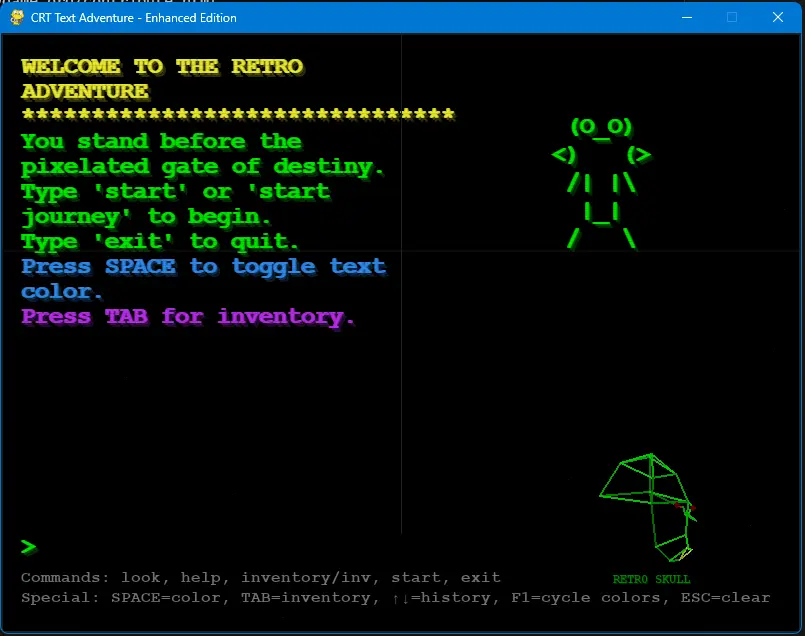 CRT Text Adventure - Enhanced Edition
WELCOME TO THE RETRO
ADVENTURE
*******************************
You stand before the
pixelated gate of destiny.
Type 'start' or 'start
journey' to begin.
Type 'exit' to quit.
Press SPACE to toggle text
color.
Press TAB for inventory.
(O_O)
<)     (>
/|  |\
|_|
/     \
>
RETRO SKULL
Commands: look, help, inventory/inv, start, exit
Special: SPACE=color, TAB=inventory, ↑↓=history, F1=cycle colors, ESC=clear